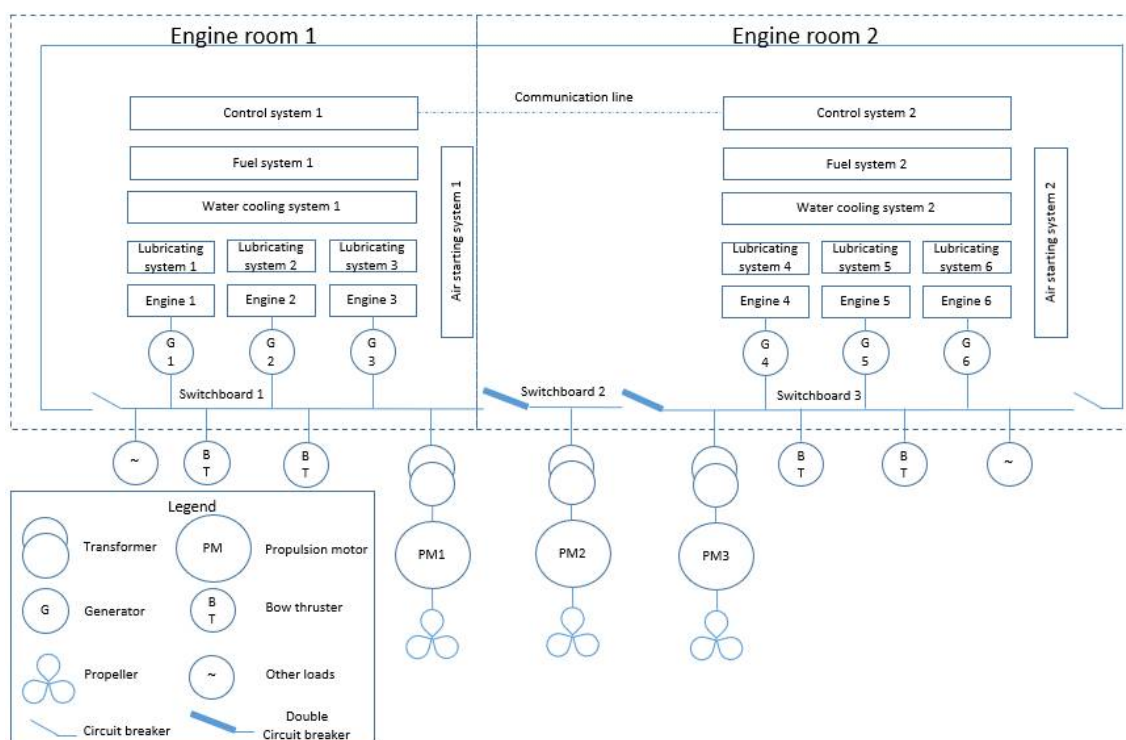 Engine room 1
Engine room 2
Communication line
Control system 1
Control system 2
Fuel system 1
Fuel system 2
Air starting system 1
Air starting system 2
Water cooling system 1
Water cooling system 2
Lubricating
system 1
Lubricating
system 2
Lubricating
system 3
Lubricating
system 4
Lubricating
system 5
Lubricating
system 6
Engine 1
Engine 2
Engine 3
Engine 4
Engine 5
Engine 6
G
1
G
2
G
3
G
4
G
5
G
6
Switchboard 1
Switchboard 2
Switchboard 3
~
B
T
B
T
B
T
B
T
~
PM1
PM2
PM3
Legend
Transformer
PM
Propulsion motor
G
Generator
B
T
Bow thruster
Propeller
~
Other loads
Circuit breaker
Double
Circuit breaker